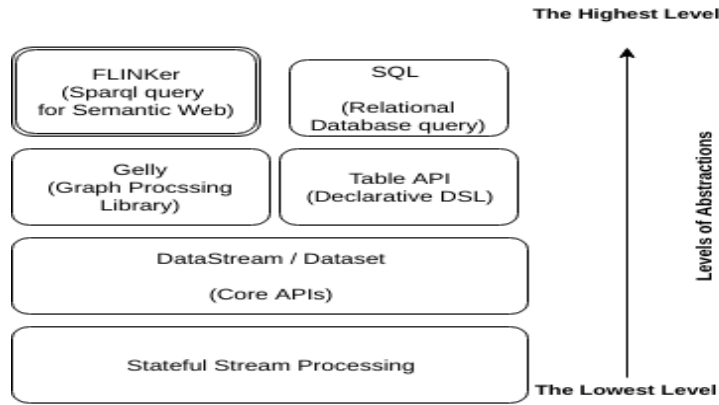 The Highest Level
FLINKer
(Sparql query
for Semantic Web)
SQL
(Relational
Database query)
Gelly
(Graph Procssing
Library)
Table API
(Declarative DSL)
DataStream / Dataset
(Core APIs)
Stateful Stream Processing
Levels of Abstractions
The Lowest Level